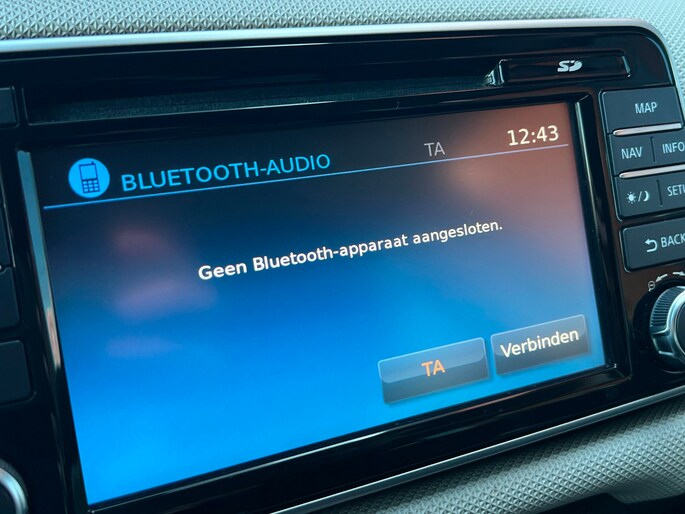 SD
MAP
NAV
INFO
SETU
BACK
BLUETOOTH-AUDIO
TA
12:43
Geen Bluetooth-apparaat aangesloten.
TA
Verbinden